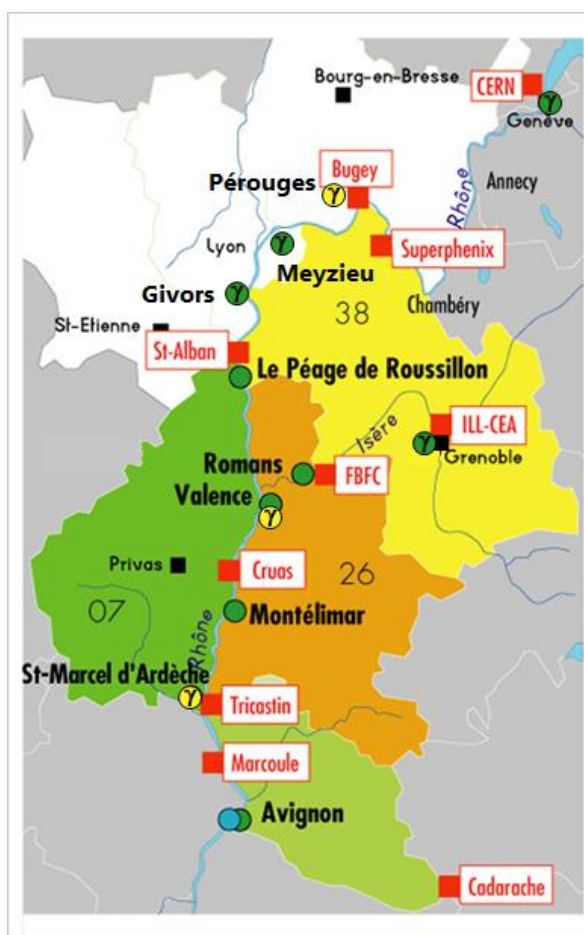 Bourg-en-Bresse
CERN
γ
Genève
Pérouges
γ
Bugey
Rhône
Annecy
Lyon
γ
Meyzieu
Superphenix
Givors
γ
38
Chambéry
St-Etienne
St-Alban
Le Péage de Roussillon
Isère
ILL-CEA
γ
Grenoble
Romans
FBFC
Valence
γ
Privas
Cruas
26
07
Montélimar
Rhône
St-Marcel d'Ardèche
γ
Tricastin
Marcoule
Avignon
Cadarache